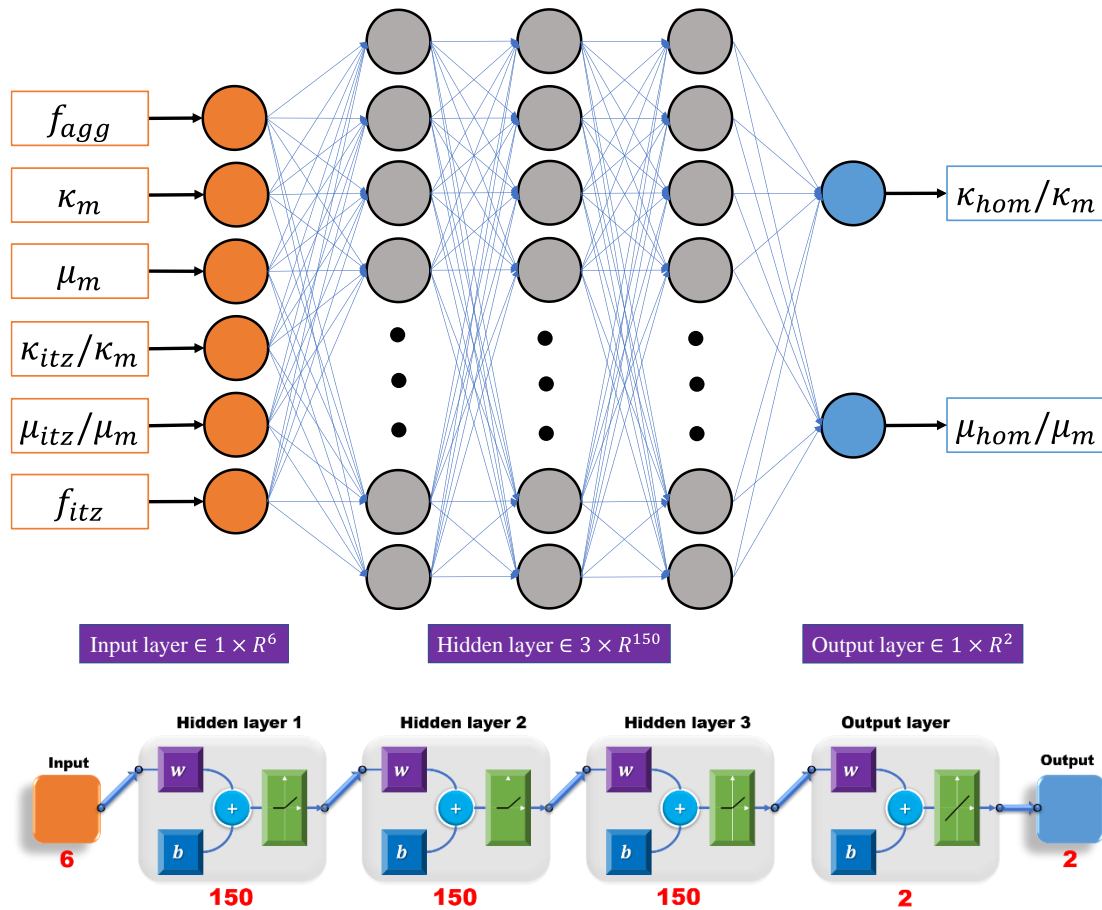 f_agg
κ_m
κ_hom/κ_m
μ_m
κ_itz/κ_m
μ_itz/μ_m
μ_hom/μ_m
f_itz
Input layer ∈ 1 × R^6
Hidden layer ∈ 3 × R^150
Output layer ∈ 1 × R^2
Hidden layer 1
Hidden layer 2
Hidden layer 3
Output layer
Input
Output
w
w
w
w
+
+
+
+
b
b
b
b
6
2
150
150
150
2